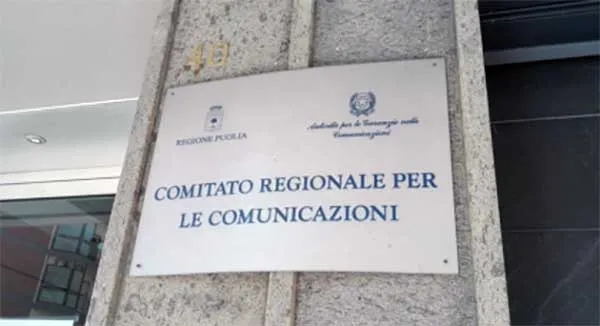 40
REGIONE PUGLIA
Autorità per le Garanzie nelle
Comunicazioni
COMITATO REGIONALE PER
LE COMUNICAZIONI